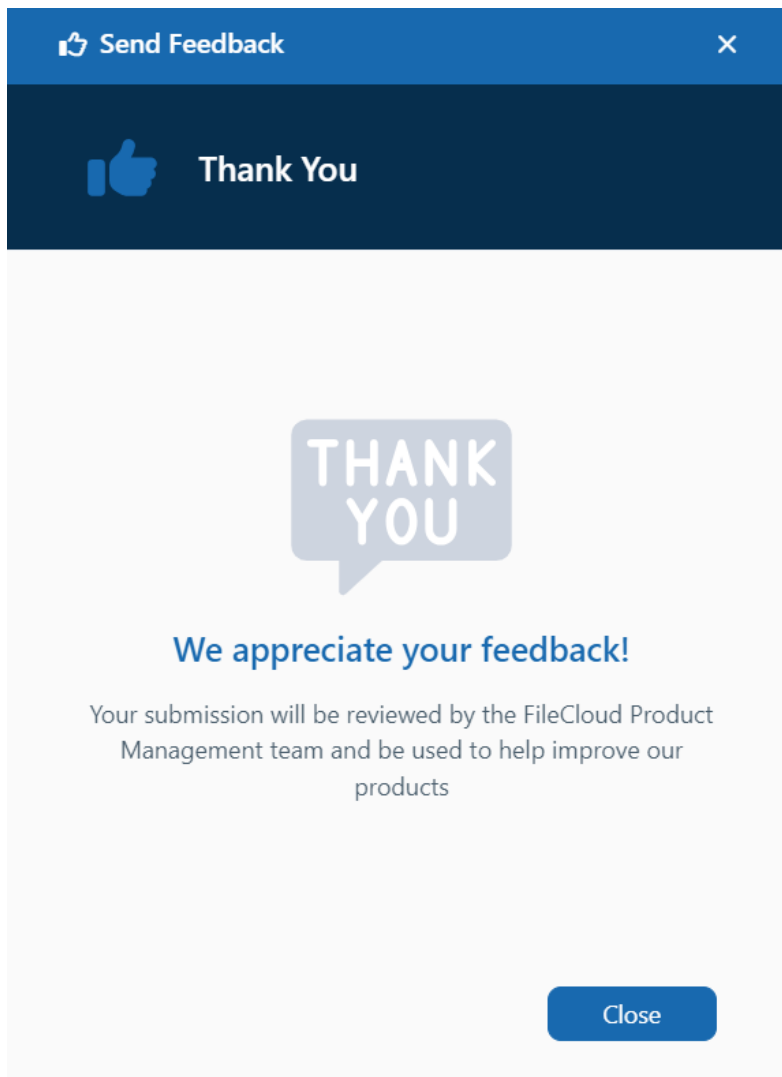 Send Feedback
Thank You
THANK
YOU
We appreciate your feedback!
Your submission will be reviewed by the FileCloud Product
Management team and be used to help improve our
products
Close